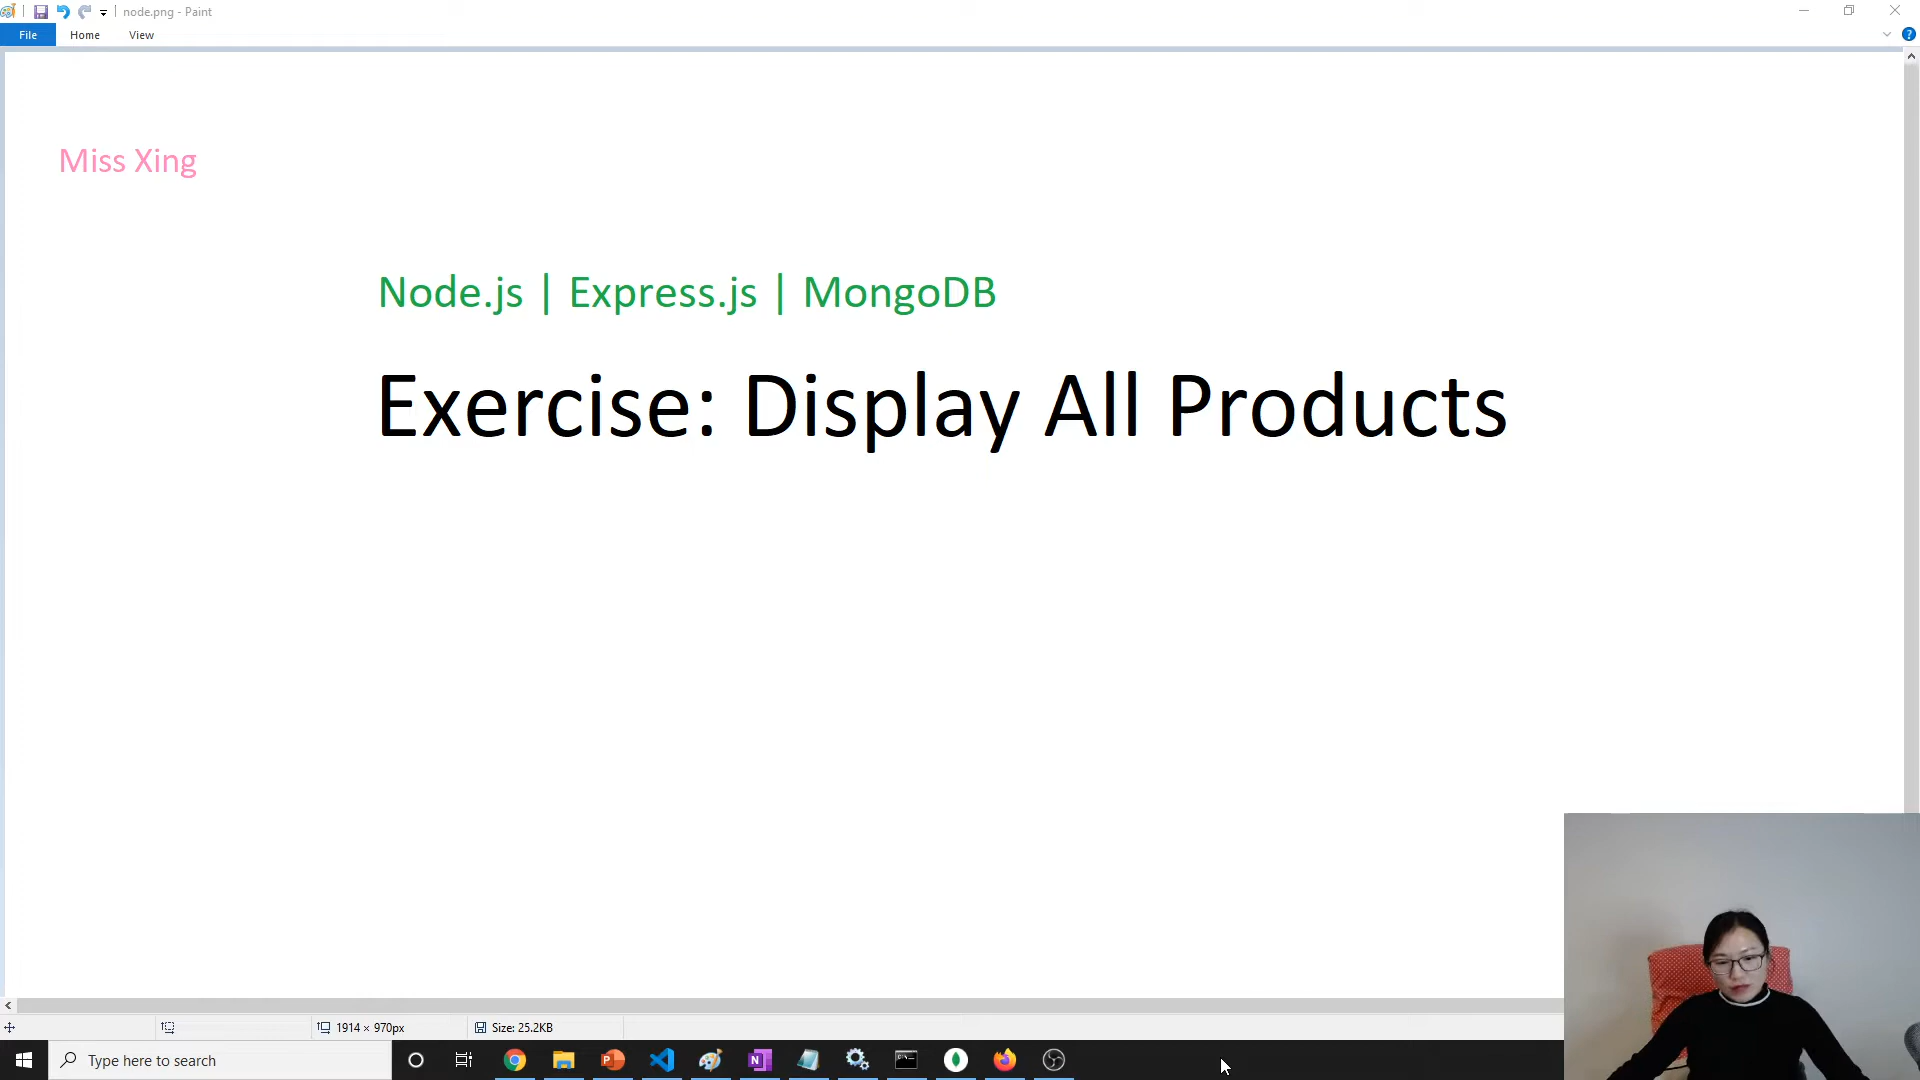 node.png - Paint
File Home View
Miss Xing
Node.js | Express.js | MongoDB
Exercise: Display All Products
1914 × 970px
Size: 25.2KB
Type here to search